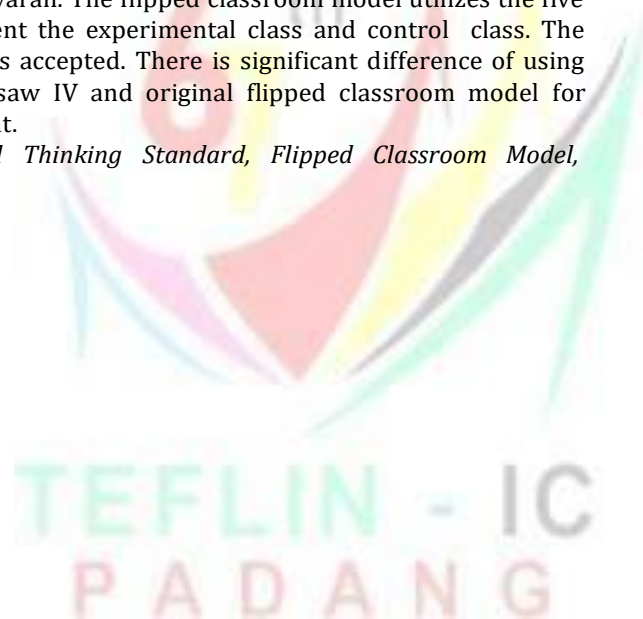 The flipped classroom model utilizes the five
ent the experimental class and control class. The
s accepted. There is significant difference of using
saw IV and original flipped classroom model for
t.
Thinking Standard, Flipped Classroom Model,
67
th
TEFLIN - IC
PADANG